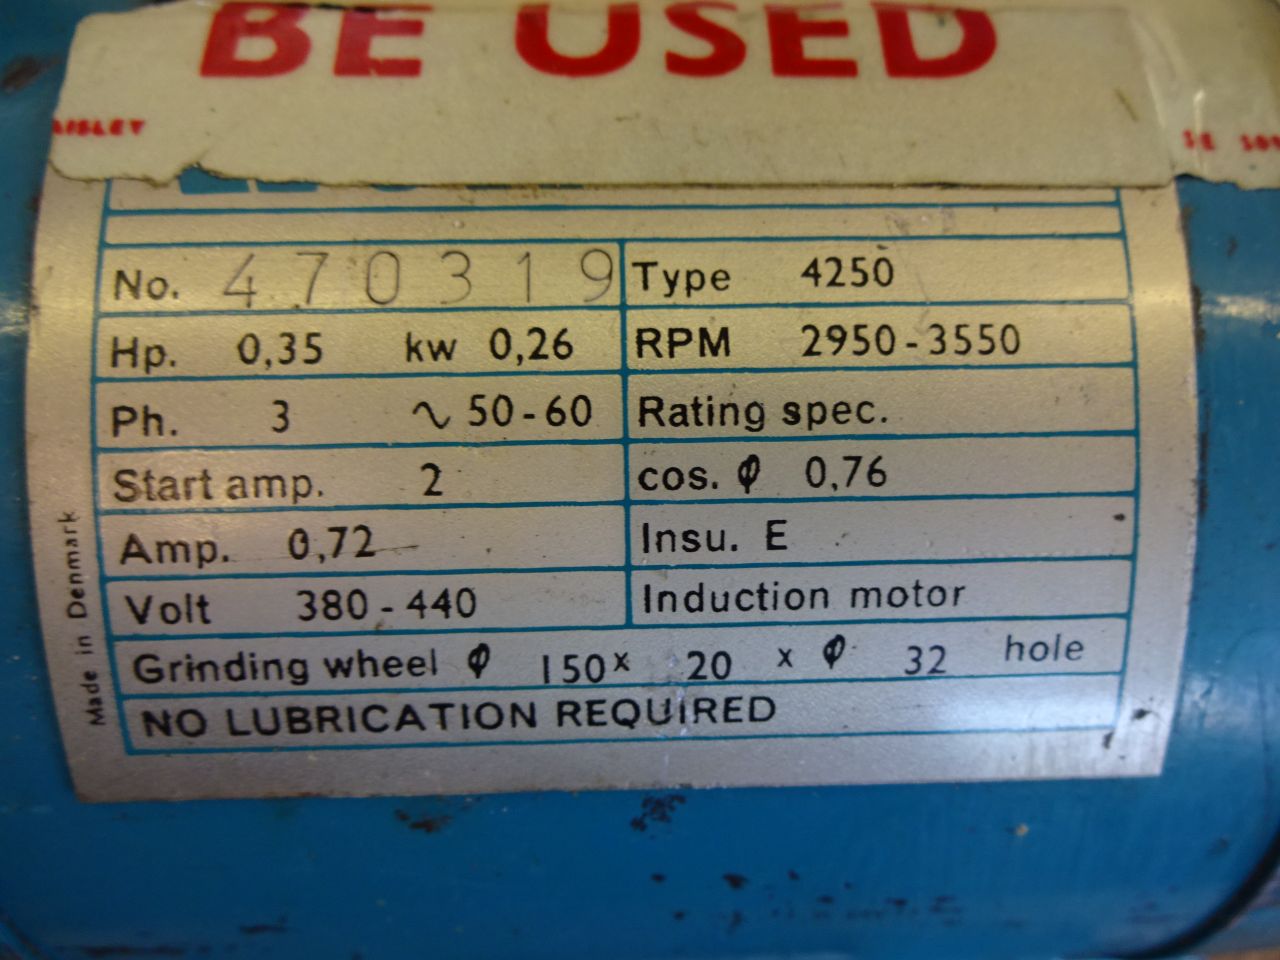 BE USED
No. 470319 Type 4250
Hp. 0,35 kw 0,26 RPM 2950-3550
Ph. 3 ∿ 50-60 Rating spec.
Start amp. 2 cos. φ 0,76
Amp. 0,72 Insu. E
Volt 380-440 Induction motor
Grinding wheel φ 150x 20 x φ 32 hole
NO LUBRICATION REQUIRED
Made in Denmark